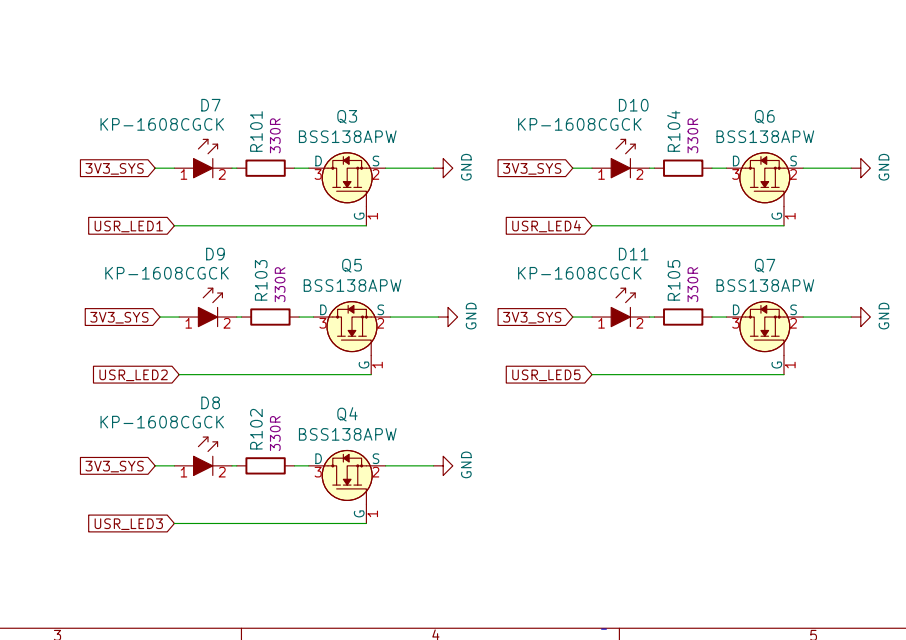 D7
KP-1608CGCK
R101
330R
Q3
BSS138APW
3V3_SYS
1
2
D
3
S
2
GND
G
1
USR_LED1
D10
KP-1608CGCK
R104
330R
Q6
BSS138APW
3V3_SYS
1
2
D
3
S
2
GND
G
1
USR_LED4
D9
KP-1608CGCK
R103
330R
Q5
BSS138APW
3V3_SYS
1
2
D
3
S
2
GND
G
1
USR_LED2
D11
KP-1608CGCK
R105
330R
Q7
BSS138APW
3V3_SYS
1
2
D
3
S
2
GND
G
1
USR_LED5
D8
KP-1608CGCK
R102
330R
Q4
BSS138APW
3V3_SYS
1
2
D
3
S
2
GND
G
1
USR_LED3
3
4
5